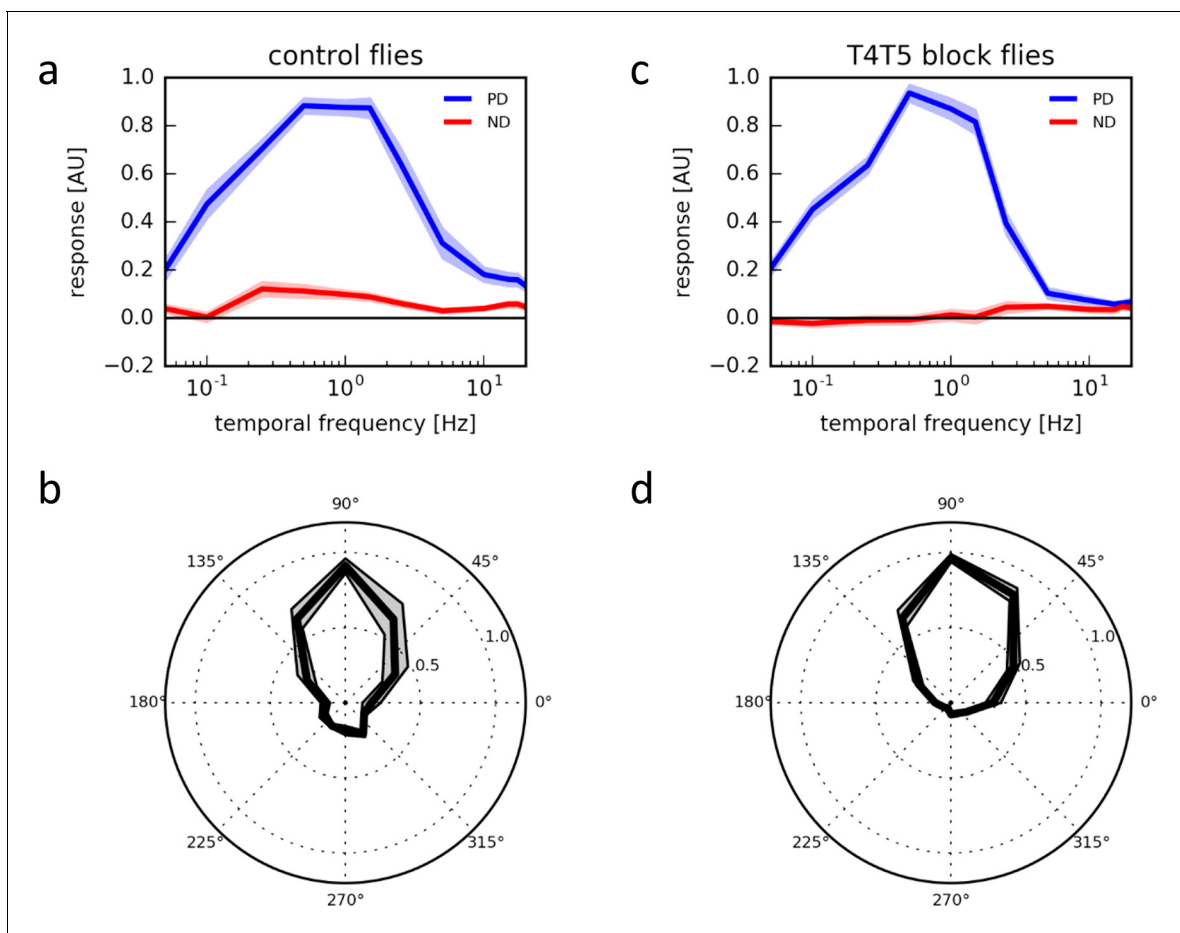 a
control flies
1.0
0.8
0.6
0.4
0.2
0.0
−0.2
response [AU]
PD
ND
10⁻¹ 10⁰ 10¹
temporal frequency [Hz]
c
T4T5 block flies
1.0
0.8
0.6
0.4
0.2
0.0
−0.2
response [AU]
PD
ND
10⁻¹ 10⁰ 10¹
temporal frequency [Hz]
b
90°
135° 45°
1.0
0.5
180° 0°
225° 315°
270°
d
90°
135° 45°
1.0
0.5
180° 0°
225° 315°
270°